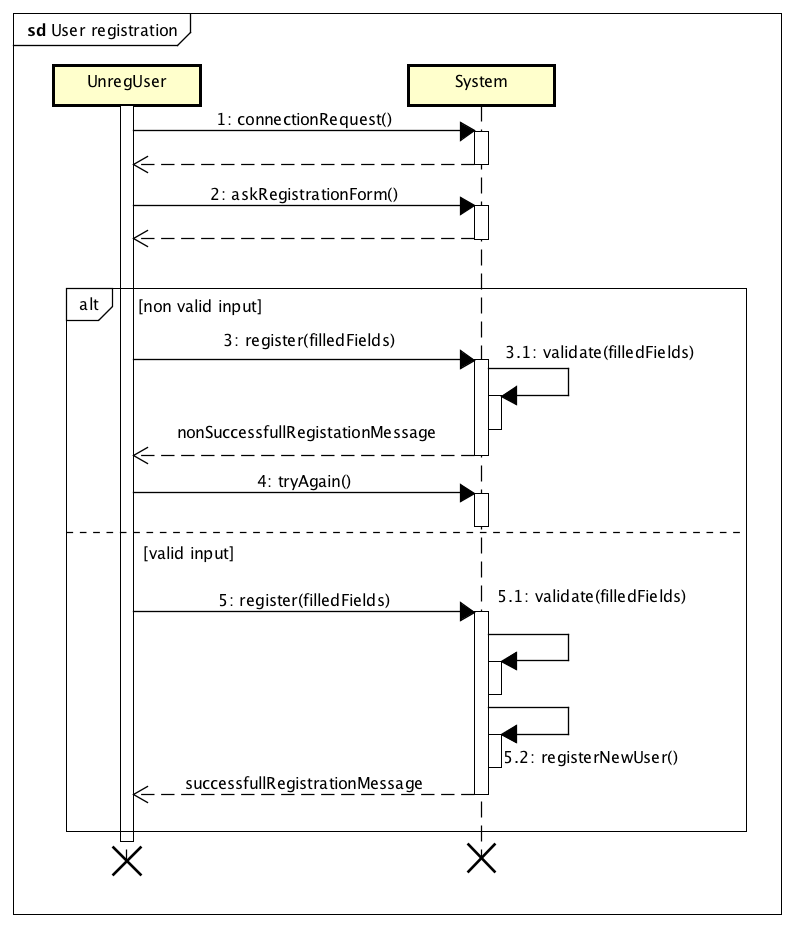 sd User registration
UnregUser
System
1: connectionRequest()
2: askRegistrationForm()
alt
[non valid input]
3: register(filledFields)
3.1: validate(filledFields)
nonSuccessfullRegistationMessage
4: tryAgain()
[valid input]
5: register(filledFields)
5.1: validate(filledFields)
5.2: registerNewUser()
successfullRegistrationMessage